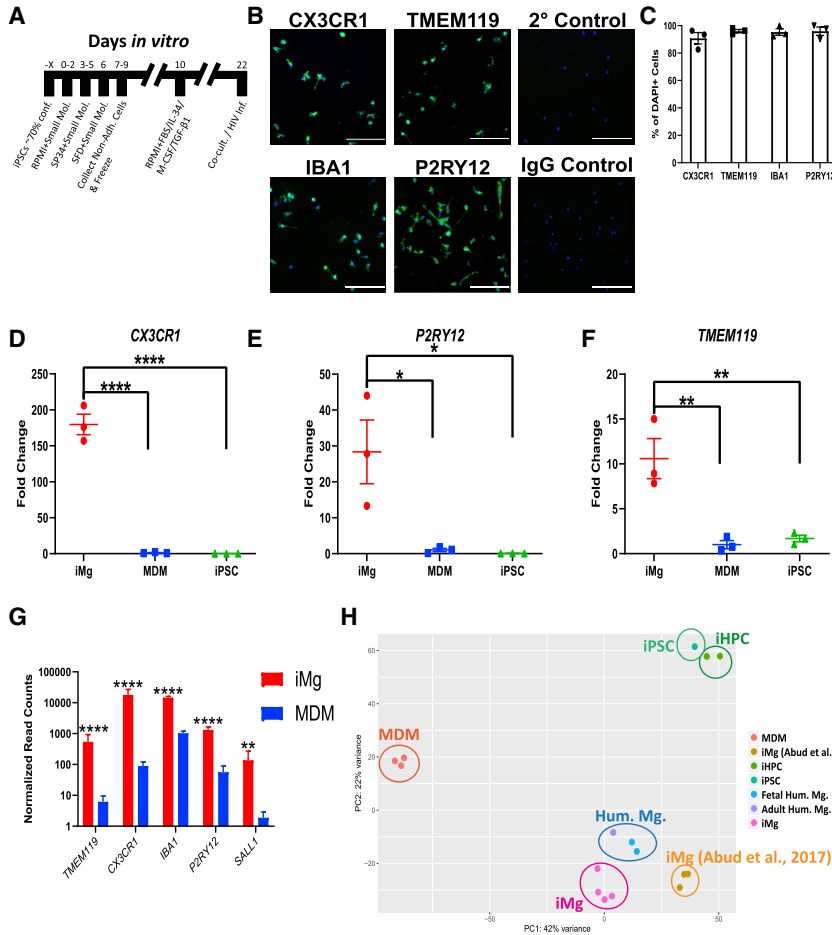 A
Days in vitro
-X 0-2 3-5 6 7-9 10 22
iPSCs ~70% conf.
RPMI+Small Mol.
SP34+Small Mol.
SFD+Small Mol.
Collect Non-Adh. Cells
& Freeze
RPMI+FBS/IL-34/
M-CSF/TGF-β1
Co-cult. / HIV Inf.
B
CX3CR1 TMEM119 2° Control
IBA1 P2RY12 IgG Control
C
% of DAPI+ Cells
100
80
60
40
20
0
CX3CR1 TMEM119 IBA1 P2RY12
D
CX3CR1
****
****
Fold Change
250
200
150
100
50
0
iMg MDM iPSC
E
P2RY12
*
*
Fold Change
50
40
30
20
10
0
iMg MDM iPSC
F
TMEM119
**
**
Fold Change
20
15
10
5
0
iMg MDM iPSC
G
Normalized Read Counts
100000
10000
1000
100
10
1
**** **** **** **** **
TMEM119 CX3CR1 IBA1 P2RY12 SALL1
iMg
MDM
H
PC2: 22% variance
60
40
20
0
−20
−50 0 50
PC1: 42% variance
iPSC
iHPC
MDM
Hum. Mg.
iMg
iMg (Abud et al., 2017)
MDM
iMg (Abud et al.
iHPC
iPSC
Fetal Hum. Mg.
Adult Hum. Mg.
iMg